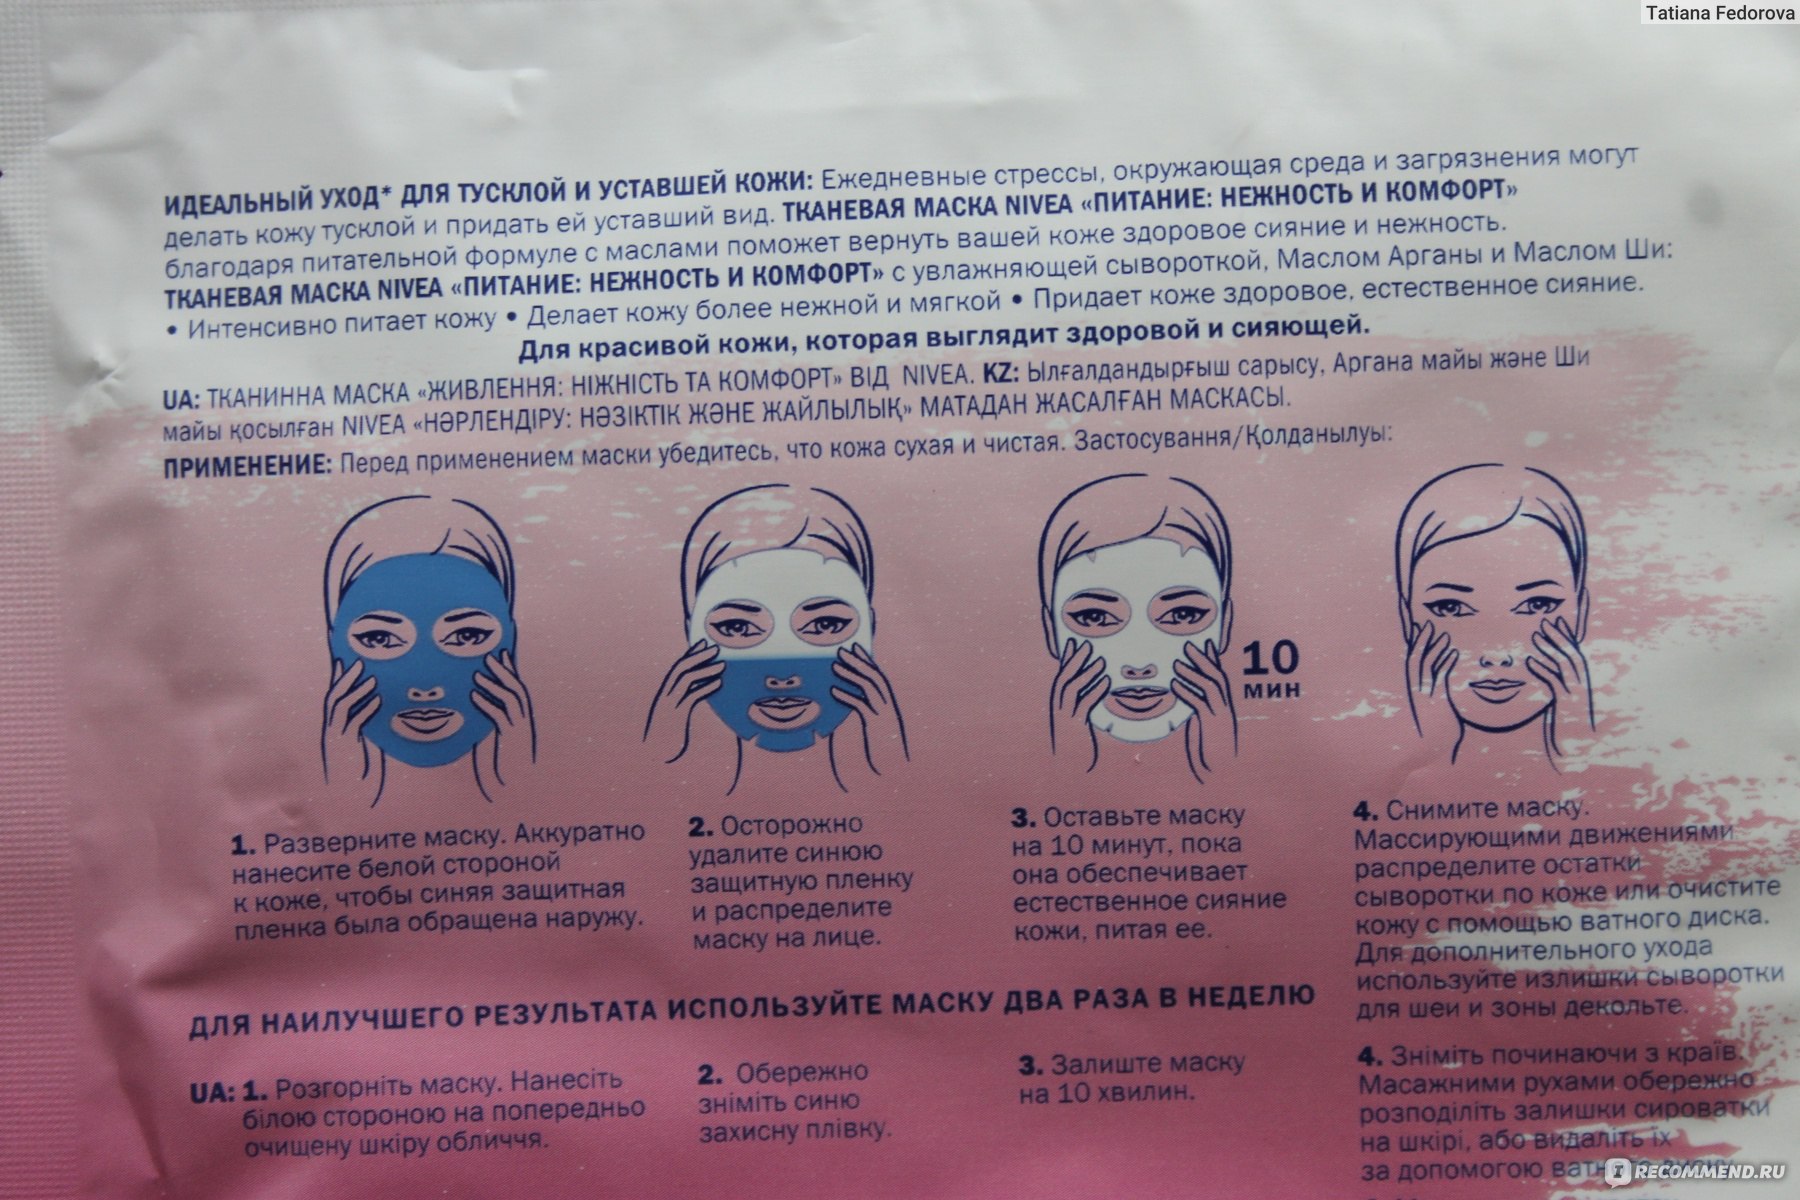 Tatiana Fedorova
ИДЕАЛЬНЫЙ УХОД* ДЛЯ ТУСКЛОЙ И УСТАВШЕЙ КОЖИ: Ежедневные стрессы, окружающая среда и загрязнения могут
делать кожу тусклой и придать ей уставший вид. ТКАНЕВАЯ МАСКА NIVEA «ПИТАНИЕ: НЕЖНОСТЬ И КОМФОРТ»
благодаря питательной формуле с маслами поможет вернуть вашей коже здоровое сияние и нежность.
ТКАНЕВАЯ МАСКА NIVEA «ПИТАНИЕ: НЕЖНОСТЬ И КОМФОРТ» с увлажняющей сывороткой, Маслом Арганы и Маслом Ши:
• Интенсивно питает кожу • Делает кожу более нежной и мягкой • Придает коже здоровое, естественное сияние.
Для красивой кожи, которая выглядит здоровой и сияющей.
UA: ТКАНИННА МАСКА «ЖИВЛЕННЯ: НІЖНІСТЬ ТА КОМФОРТ» ВІД NIVEA. KZ: Ылғалдандырғыш сарысу, Аргана майы және Ши
майы қосылған NIVEA «НӘРЛЕНДІРУ: НӘЗІКТІК ЖӘНЕ ЖАЙЛЫЛЫҚ» МАТАДАН ЖАСАЛҒАН МАСКАСЫ.
ПРИМЕНЕНИЕ: Перед применением маски убедитесь, что кожа сухая и чистая. Застосування/Қолданылуы:
10
МИН
1. Разверните маску. Аккуратно
нанесите белой стороной
к коже, чтобы синяя защитная
пленка была обращена наружу.
2. Осторожно
удалите синюю
защитную пленку
и распределите
маску на лице.
3. Оставьте маску
на 10 минут, пока
она обеспечивает
естественное сияние
кожи, питая ее.
4. Снимите маску.
Массирующими движениями
распределите остатки
сыворотки по коже или очистите
кожу с помощью ватного диска.
Для дополнительного ухода
используйте излишки сыворотки
для шеи и зоны декольте.
ДЛЯ НАИЛУЧШЕГО РЕЗУЛЬТАТА ИСПОЛЬЗУЙТЕ МАСКУ ДВА РАЗА В НЕДЕЛЮ
UA: 1. Розгорніть маску. Нанесіть
білою стороною на попередньо
очищену шкіру обличчя.
2. Обережно
зніміть синю
захисну плівку.
3. Залиште маску
на 10 хвилин.
4. Зніміть починаючи з країв.
Масажними рухами обережно
розподіліть залишки сироватки
на шкірі, або видаліть їх
за допомогою
RECOMMEND.RU